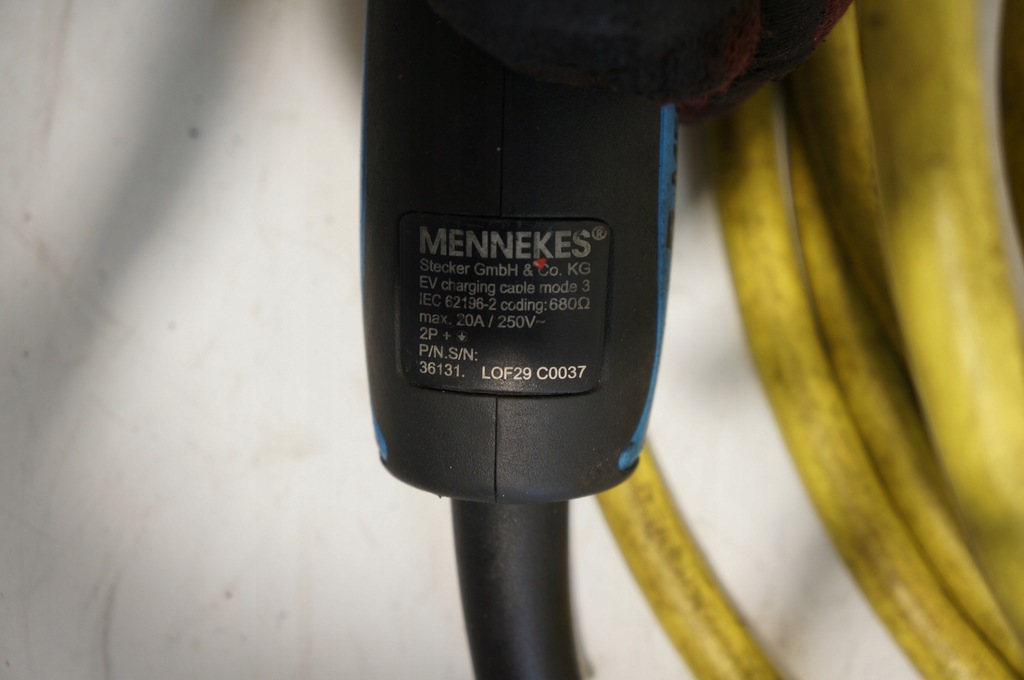 MENNEKES®
Stecker GmbH & Co. KG
EV charging cable mode 3
IEC 62196-2 coding:680Ω
max. 20A / 250V~
2P + ⏚
P/N.S/N:
36131. LOF29 C0037